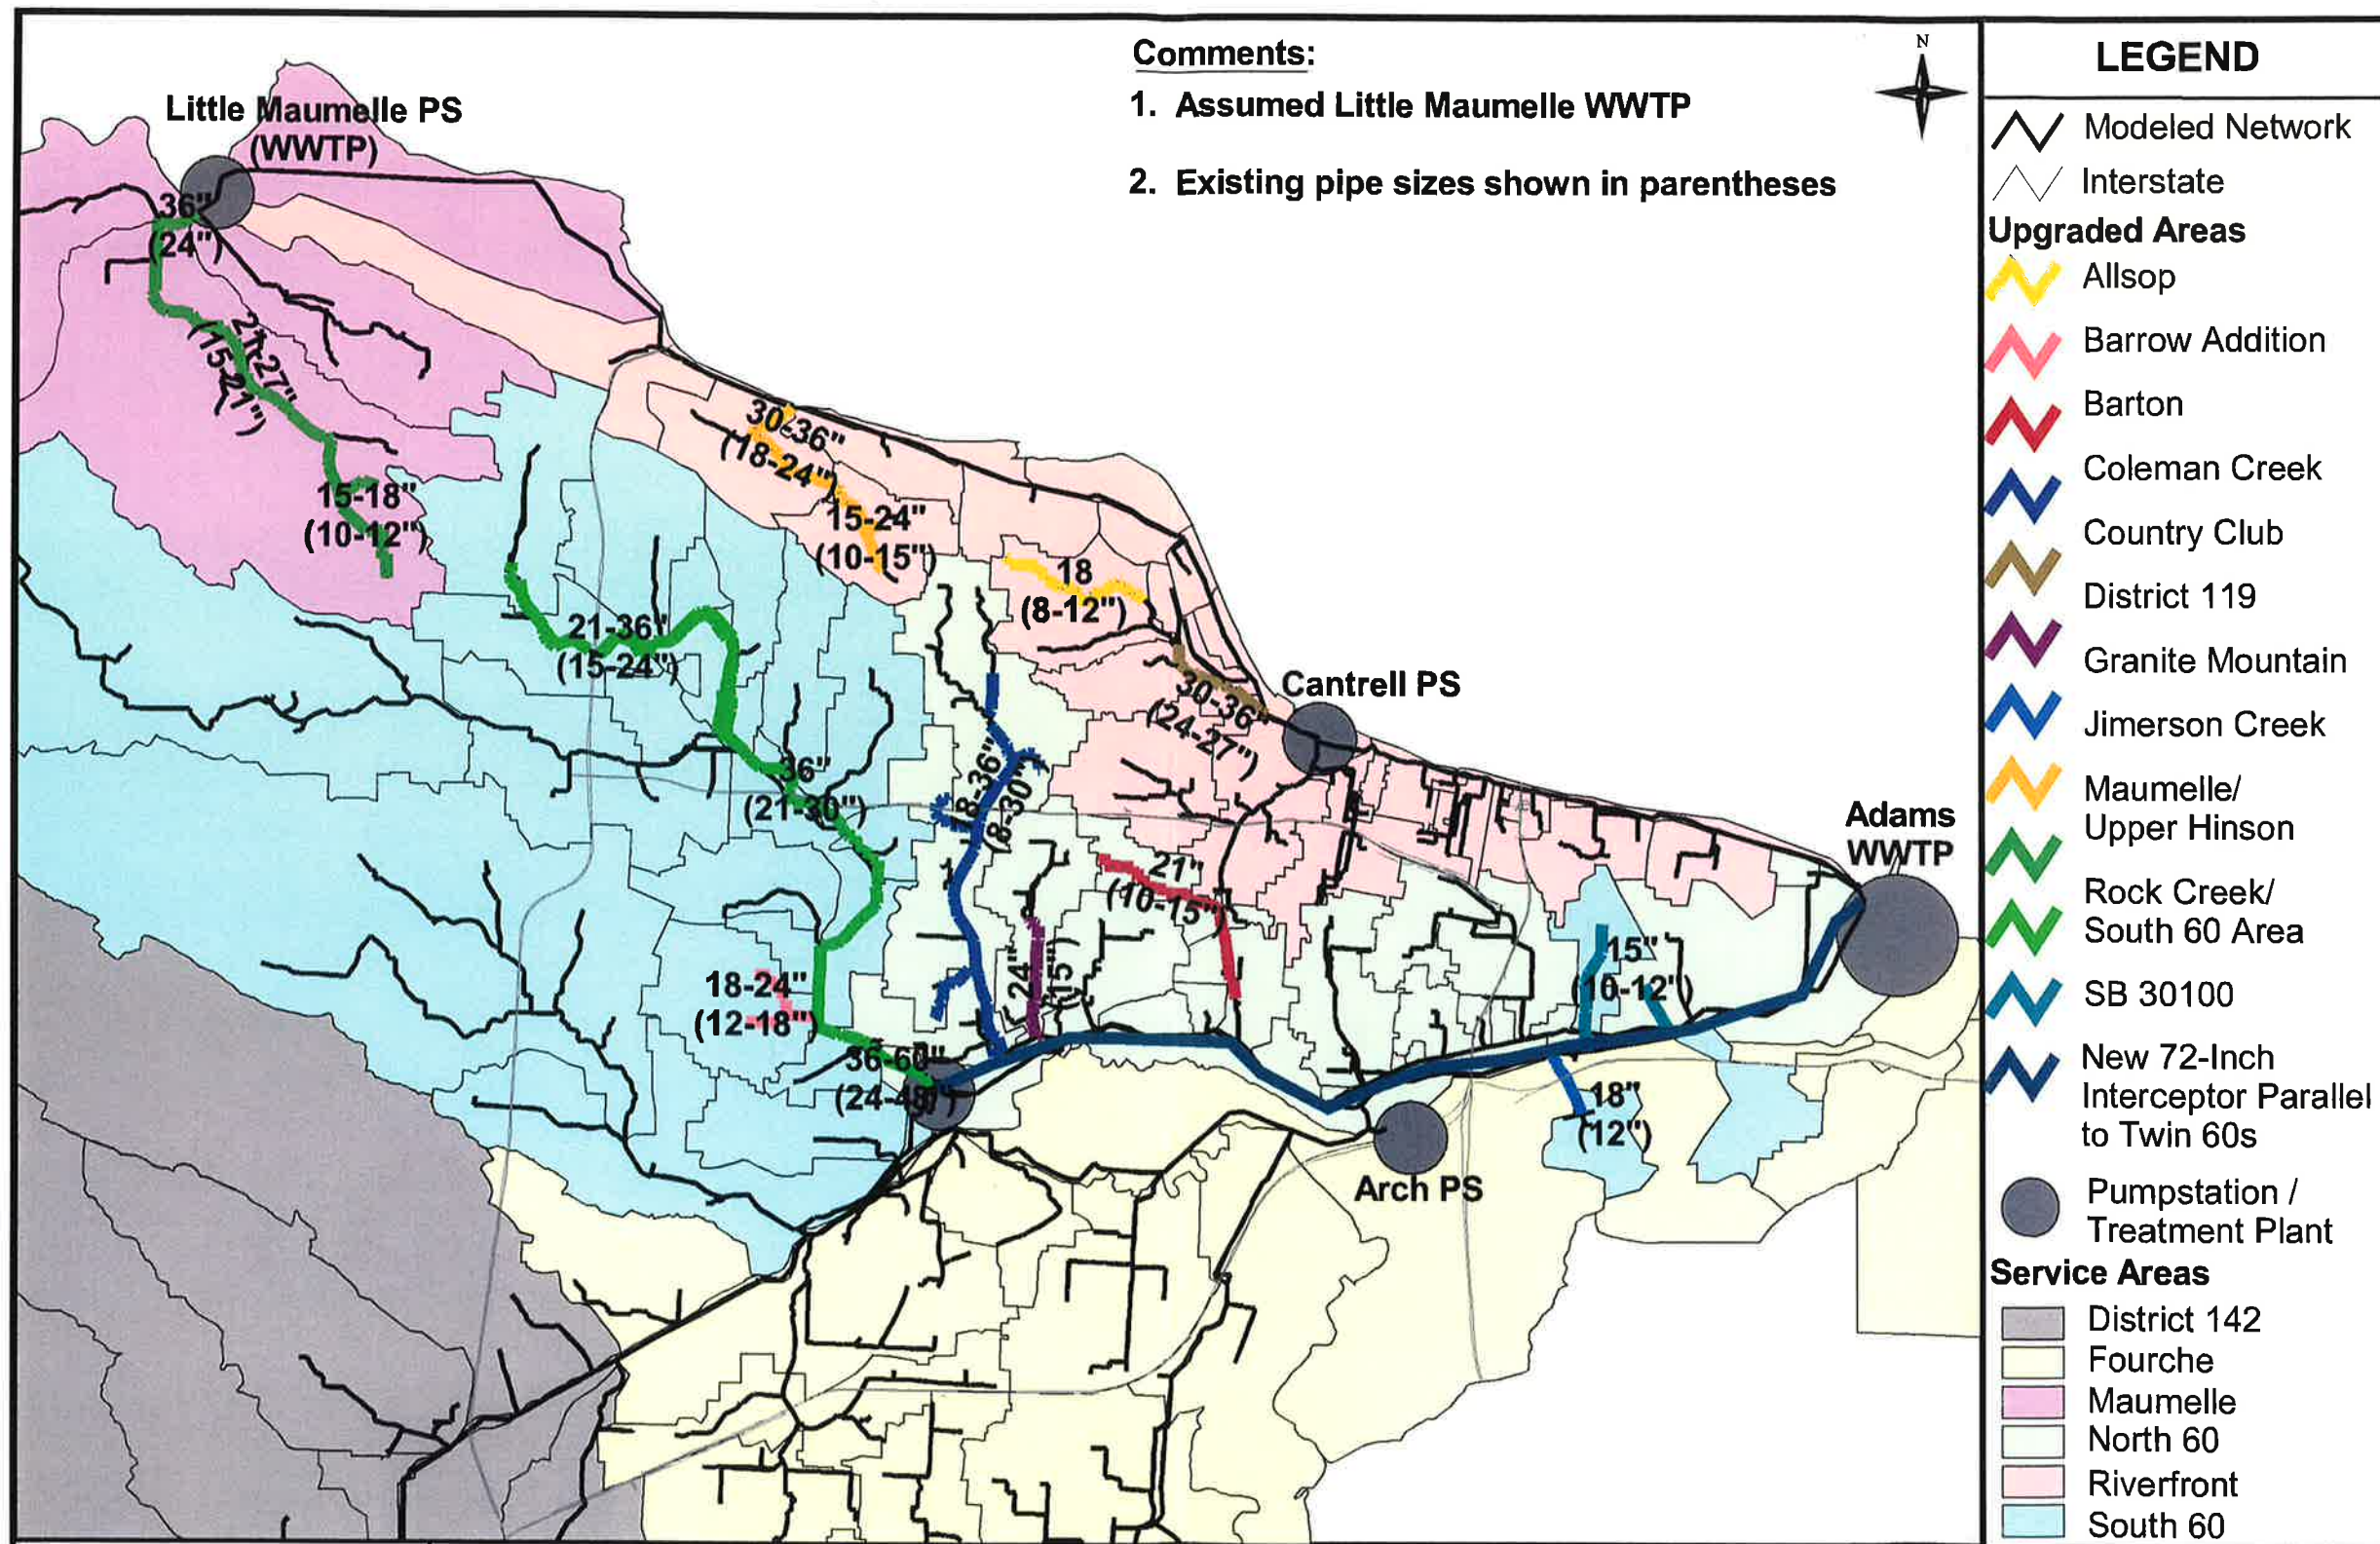 Comments:
1. Assumed Little Maumelle WWTP
2. Existing pipe sizes shown in parentheses
N
Little Maumelle PS
(WWTP)
36"
(24")
21-27"
(15-21")
15-18"
(10-12")
30-36"
(18-24")
15-24"
(10-15")
18
(8-12")
21-36"
(15-24")
30-36"
(24-27")
Cantrell PS
36"
(21-30")
18-36"
(8-30")
Adams
WWTP
21"
(10-15")
24"
(15")
15"
(10-12")
18-24"
(12-18")
36-60"
(24-48")
18"
(12")
Arch PS
LEGEND
Modeled Network
Interstate
Upgraded Areas
Allsop
Barrow Addition
Barton
Coleman Creek
Country Club
District 119
Granite Mountain
Jimerson Creek
Maumelle/
Upper Hinson
Rock Creek/
South 60 Area
SB 30100
New 72-Inch
Interceptor Parallel
to Twin 60s
Pumpstation /
Treatment Plant
Service Areas
District 142
Fourche
Maumelle
North 60
Riverfront
South 60